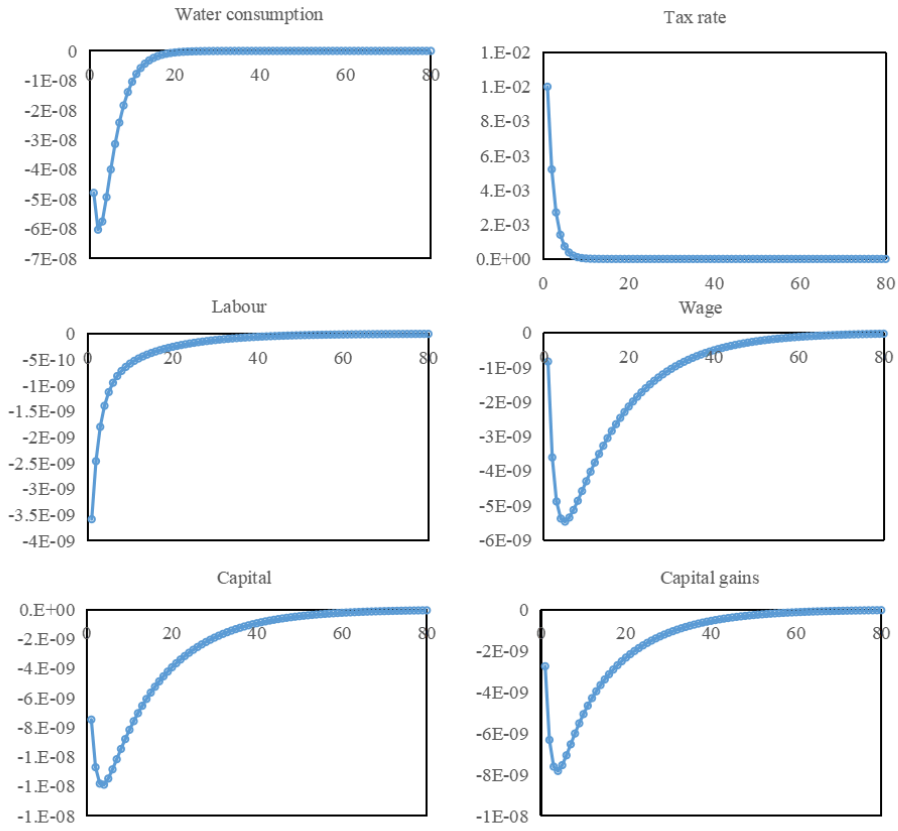 Water consumption
0
-1E-08
-2E-08
-3E-08
-4E-08
-5E-08
-6E-08
-7E-08
0 20 40 60 80
Tax rate
1.E-02
1.E-02
8.E-03
6.E-03
4.E-03
2.E-03
0.E+00
0 20 40 60 80
Labour
0
-5E-10
-1E-09
-1.5E-09
-2E-09
-2.5E-09
-3E-09
-3.5E-09
-4E-09
0 20 40 60 80
Wage
0
-1E-09
-2E-09
-3E-09
-4E-09
-5E-09
-6E-09
0 20 40 60 80
Capital
0.E+00
-2.E-09
-4.E-09
-6.E-09
-8.E-09
-1.E-08
-1.E-08
-1.E-08
0 20 40 60 80
Capital gains
0
-2E-09
-4E-09
-6E-09
-8E-09
-1E-08
0 20 40 60 80